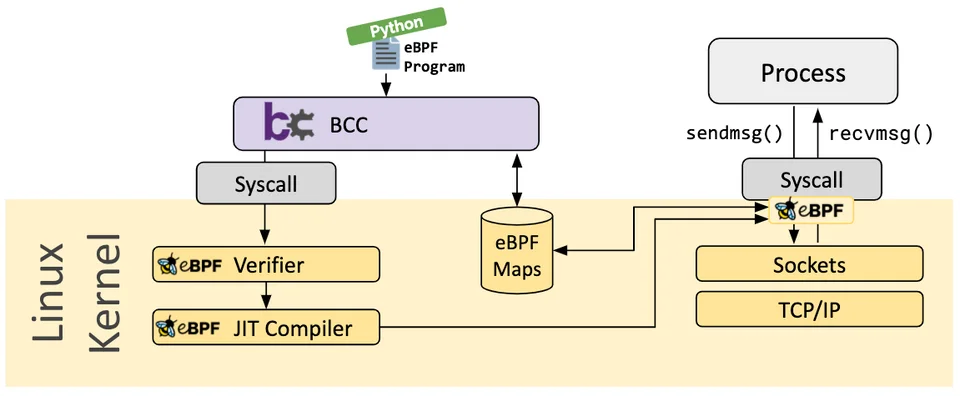 Python
eBPF
Program
bc BCC
Syscall
Linux
Kernel
eBPF Verifier
eBPF JIT Compiler
eBPF
Maps
Process
sendmsg()
recvmsg()
Syscall
eBPF
Sockets
TCP/IP